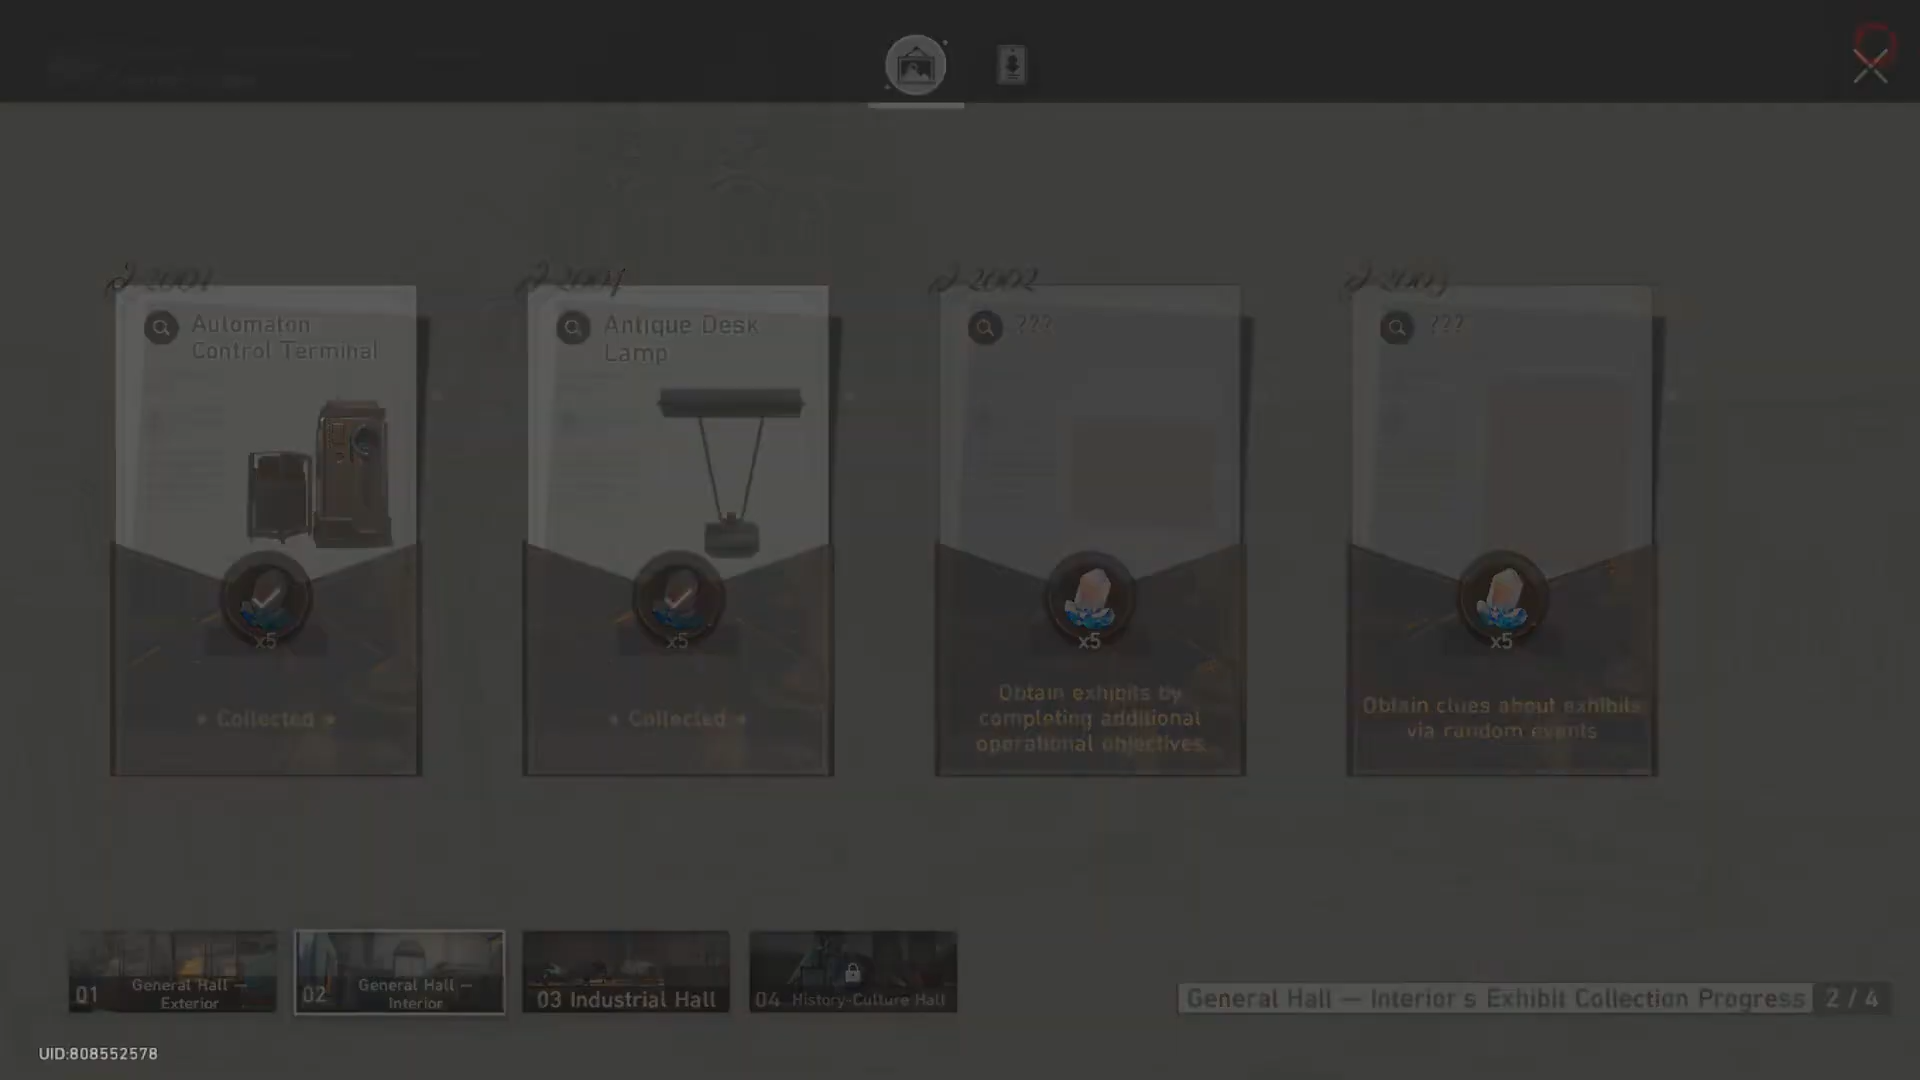 Automaton
Control Terminal
Antique Desk
Lamp
2002
???
???
x5
x5
x5
x5
Collected
Collected
Obtain exhibits by
completing additional
operational objectives.
Obtain clues about exhibits
via random events
01 General Hall —
Exterior
02 General Hall —
Interior
03 Industrial Hall
04 History-Culture Hall
General Hall — Interior's Exhibit Collection Progress 2 / 4
UID:808552578